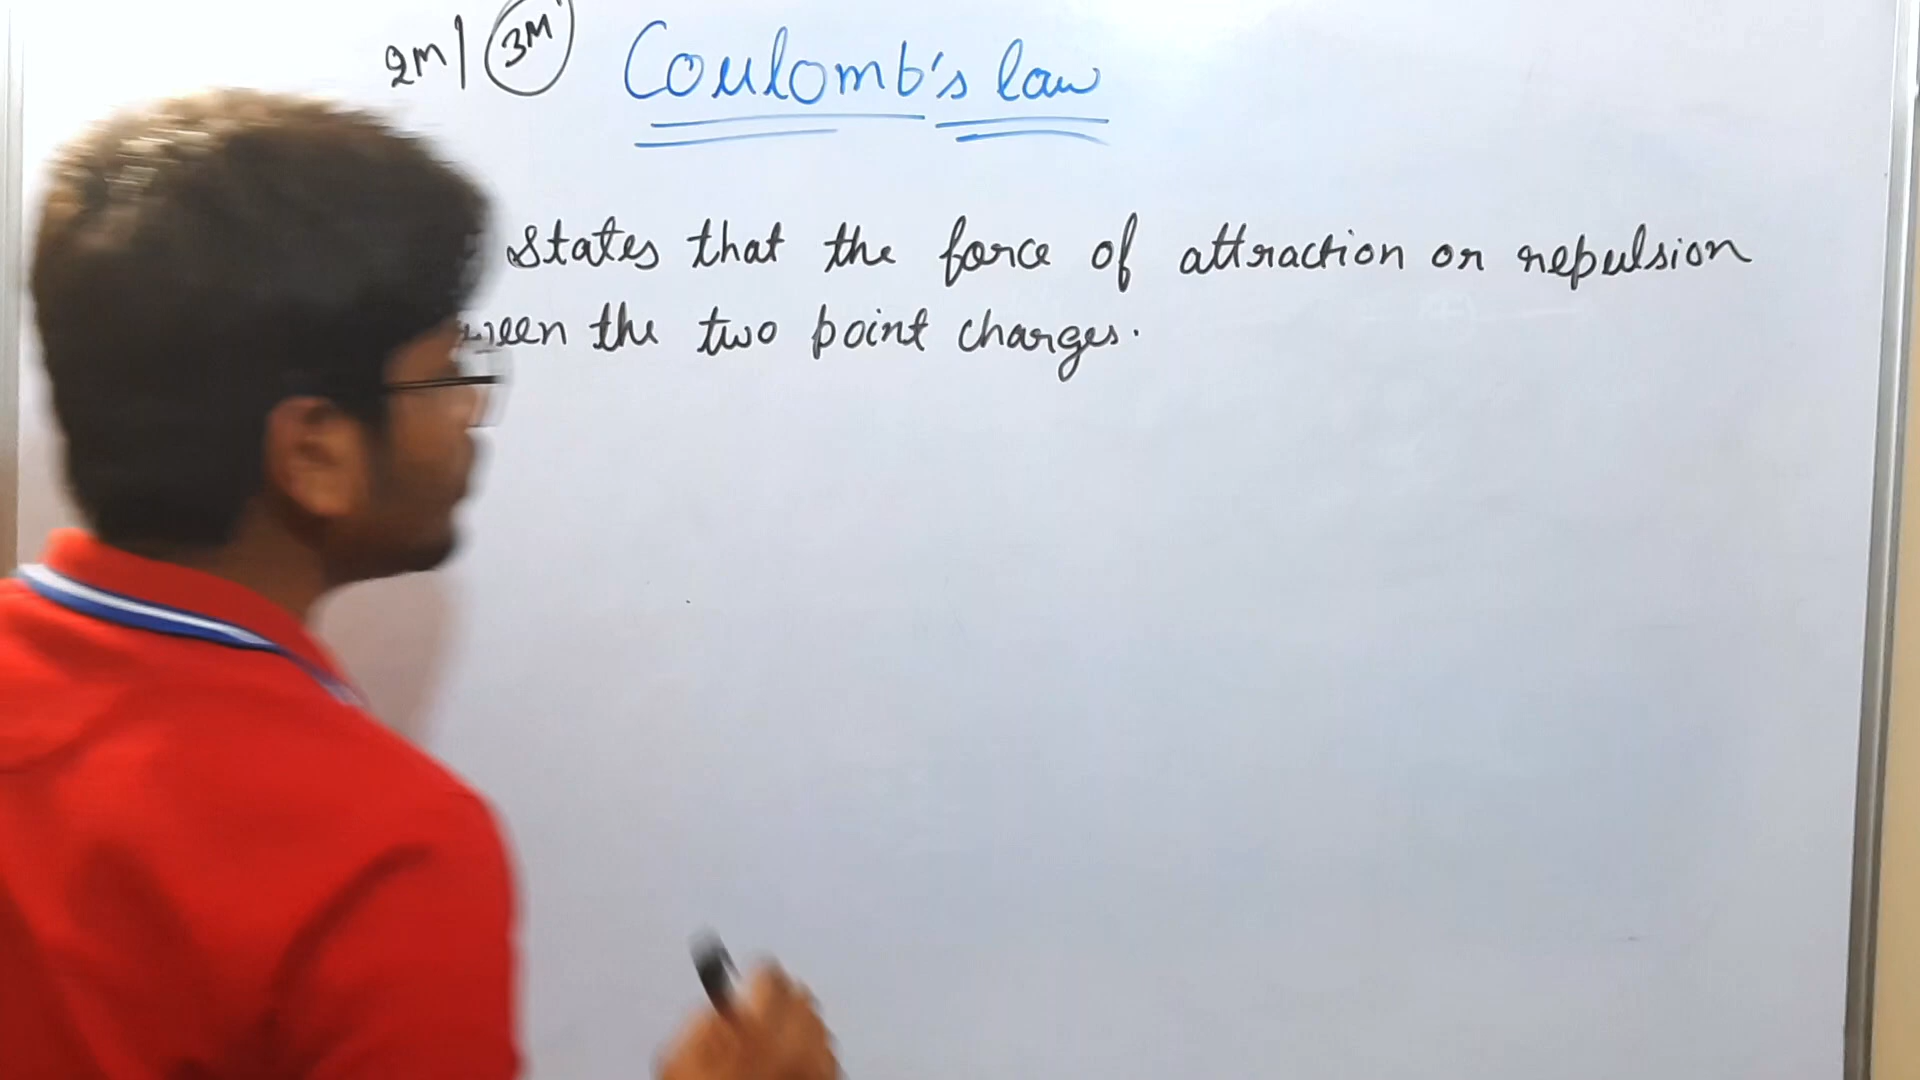 2M | 3M Coulomb's law
states that the force of attraction or repulsion
the two point charges.